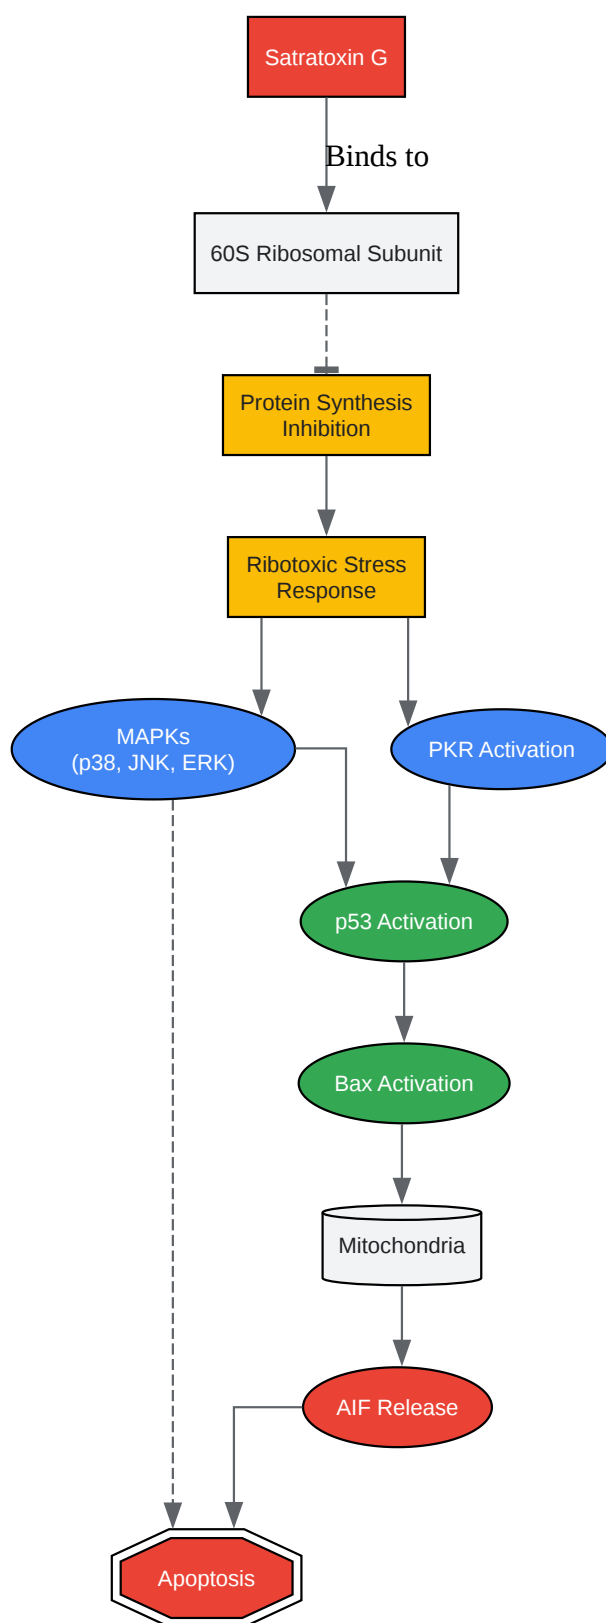 Satratoxin G
Binds to
60S Ribosomal Subunit
Protein Synthesis
Inhibition
Ribotoxic Stress
Response
MAPKs
(p38, JNK, ERK)
PKR Activation
p53 Activation
Bax Activation
Mitochondria
AIF Release
Apoptosis